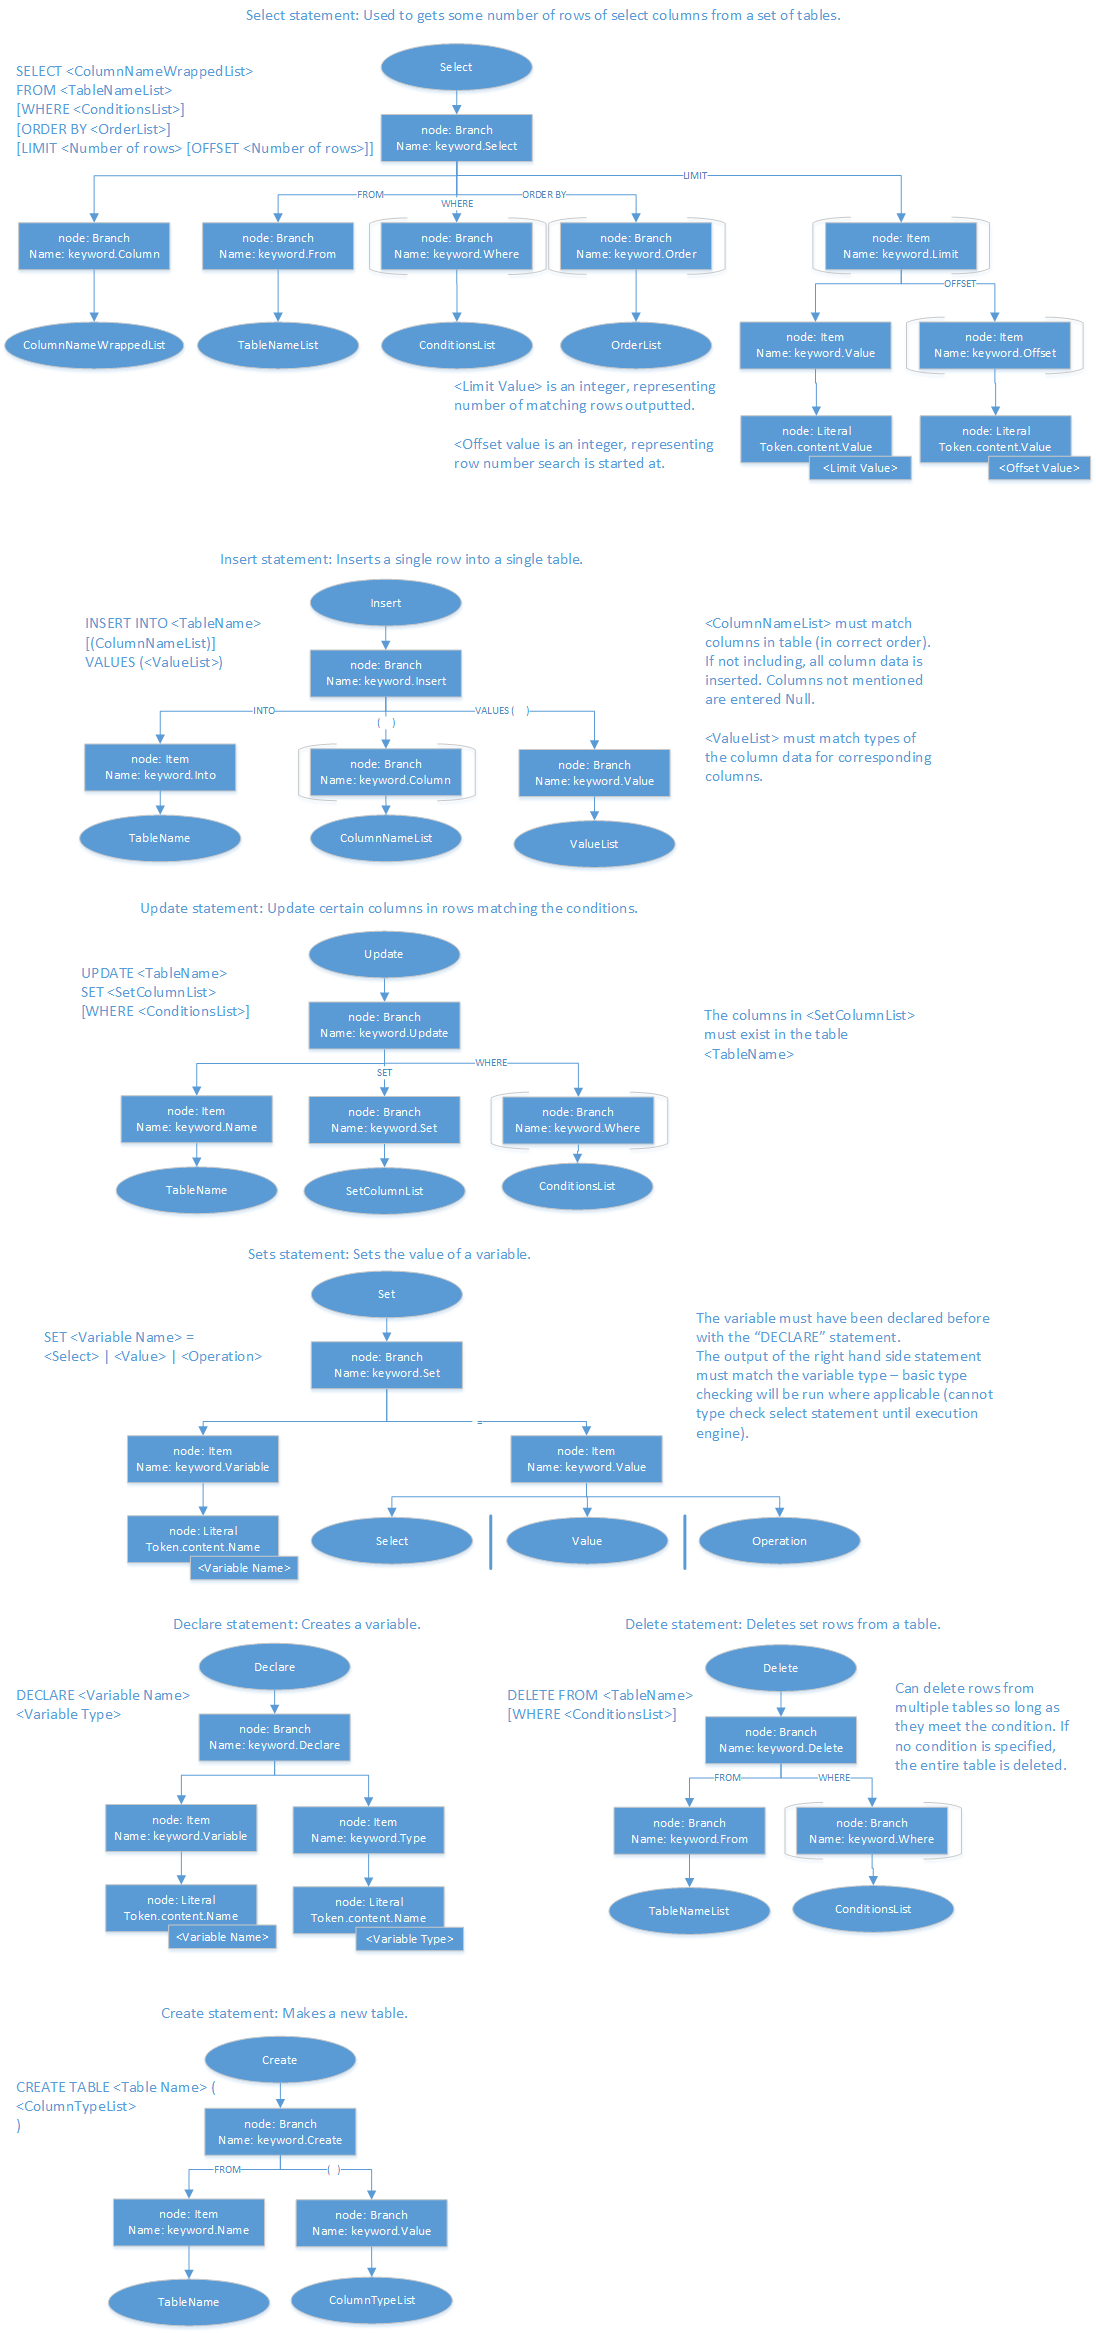 Select statement: Used to gets some number of rows of select columns from a set of tables.
SELECT <ColumnNameWrappedList>
FROM <TableNameList>
[WHERE <ConditionsList>]
[ORDER BY <OrderList>]
[LIMIT <Number of rows> [OFFSET <Number of rows>]]
Select
node: Branch
Name: keyword.Select
FROM
WHERE
ORDER BY
LIMIT
node: Branch
Name: keyword.Column
node: Branch
Name: keyword.From
node: Branch
Name: keyword.Where
node: Branch
Name: keyword.Order
node: Item
Name: keyword.Limit
OFFSET
ColumnNameWrappedList
TableNameList
ConditionsList
OrderList
node: Item
Name: keyword.Value
node: Item
Name: keyword.Offset
<Limit Value> is an integer, representing
number of matching rows outputted.
<Offset value is an integer, representing
row number search is started at.
node: Literal
Token.content.Value
<Limit Value>
node: Literal
Token.content.Value
<Offset Value>
Insert statement: Inserts a single row into a single table.
INSERT INTO <TableName>
[(ColumnNameList)]
VALUES (<ValueList>)
Insert
node: Branch
Name: keyword.Insert
<ColumnNameList> must match
columns in table (in correct order).
If not including, all column data is
inserted. Columns not mentioned
are entered Null.
<ValueList> must match types of
the column data for corresponding
columns.
INTO
( )
VALUES ( )
node: Item
Name: keyword.Into
node: Branch
Name: keyword.Column
node: Branch
Name: keyword.Value
TableName
ColumnNameList
ValueList
Update statement: Update certain columns in rows matching the conditions.
UPDATE <TableName>
SET <SetColumnList>
[WHERE <ConditionsList>]
Update
node: Branch
Name: keyword.Update
The columns in <SetColumnList>
must exist in the table
<TableName>
SET
WHERE
node: Item
Name: keyword.Name
node: Branch
Name: keyword.Set
node: Branch
Name: keyword.Where
TableName
SetColumnList
ConditionsList
Sets statement: Sets the value of a variable.
SET <Variable Name> =
<Select> | <Value> | <Operation>
Set
node: Branch
Name: keyword.Set
The variable must have been declared before
with the “DECLARE” statement.
The output of the right hand side statement
must match the variable type – basic type
checking will be run where applicable (cannot
type check select statement until execution
engine).
=
node: Item
Name: keyword.Variable
node: Item
Name: keyword.Value
node: Literal
Token.content.Name
<Variable Name>
Select
Value
Operation
Declare statement: Creates a variable.
DECLARE <Variable Name>
<Variable Type>
Declare
node: Branch
Name: keyword.Declare
node: Item
Name: keyword.Variable
node: Item
Name: keyword.Type
node: Literal
Token.content.Name
<Variable Name>
node: Literal
Token.content.Name
<Variable Type>
Delete statement: Deletes set rows from a table.
DELETE FROM <TableName>
[WHERE <ConditionsList>]
Delete
node: Branch
Name: keyword.Delete
Can delete rows from
multiple tables so long as
they meet the condition. If
no condition is specified,
the entire table is deleted.
FROM
WHERE
node: Branch
Name: keyword.From
node: Branch
Name: keyword.Where
TableNameList
ConditionsList
Create statement: Makes a new table.
CREATE TABLE <Table Name> (
<ColumnTypeList>
)
Create
node: Branch
Name: keyword.Create
FROM
( )
node: Item
Name: keyword.Name
node: Branch
Name: keyword.Value
TableName
ColumnTypeList